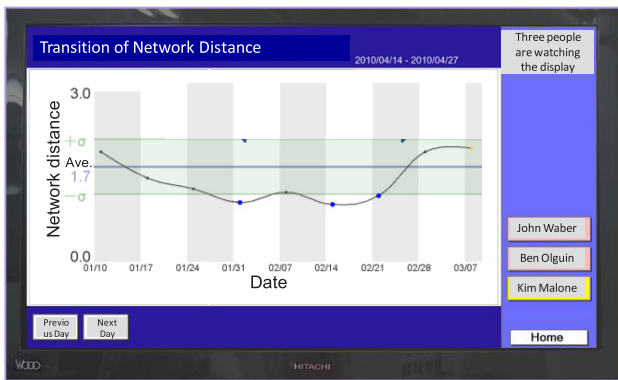 Transition of Network Distance
2010/04/14 - 2010/04/27
Three people
are watching
the display
Network distance
3.0
+σ
Ave.
1.7
-σ
0.0
01/10 01/17 01/24 01/31 02/07 02/14 02/21 02/28 03/07
Date
John Waber
Ben Olguin
Kim Malone
Previo
us Day
Next
Day
Home
Wooo
HITACHI